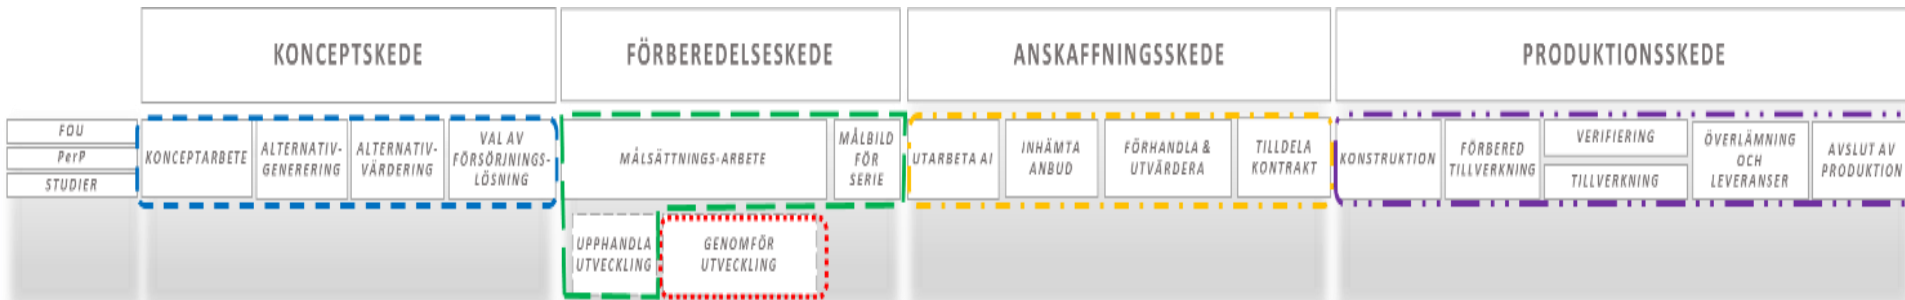 KONCEPTSKEDE
FÖRBEREDELSESKEDE
ANSKAFFNINGSSKEDE
PRODUKTIONSSKEDE
FOU
PerP
STUDIER
KONCEPTARBETE
ALTERNATIV-
GENERERING
ALTERNATIV-
VÄRDERING
VAL AV
FÖRSÖRJNINGS-
LÖSNING
MÅLSÄTTNINGS-ARBETE
MÅLBILD
FÖR
SERIE
UTARBETA AI
INHÄMTA
ANBUD
FÖRHANDLA &
UTVÄRDERA
TILLDELA
KONTRAKT
KONSTRUKTION
FÖRBERED
TILLVERKNING
VERIFIERING
TILLVERKNING
ÖVERLÄMNING
OCH
LEVERANSER
AVSLUT AV
PRODUKTION
UPPHANDLA
UTVECKLING
GENOMFÖR
UTVECKLING